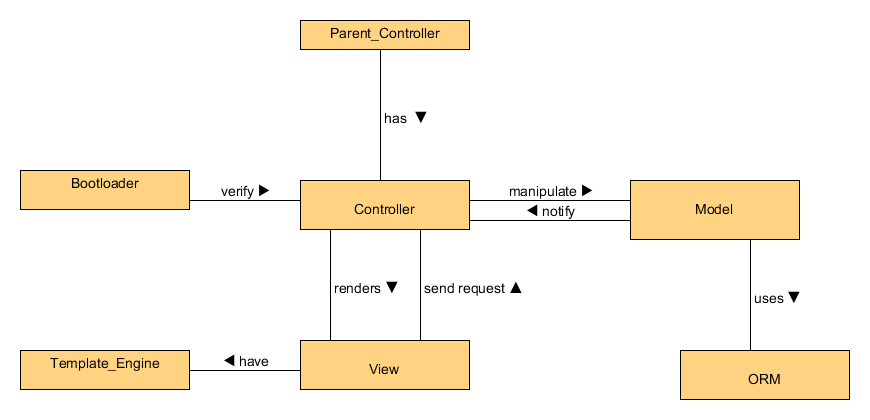 Parent_Controller
has ▼
Bootloader
verify ▶
Controller
manipulate ▶
◀ notify
Model
renders ▼
send request ▲
uses ▼
Template_Engine
◀ have
View
ORM